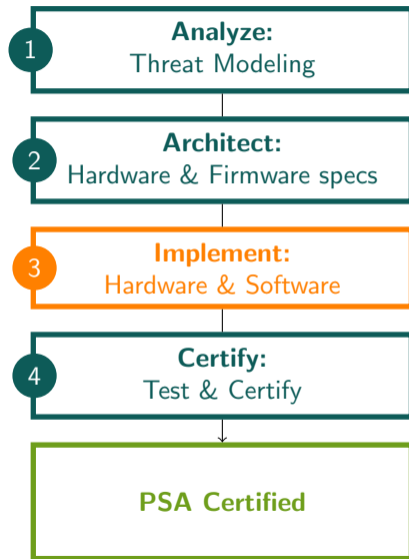 1
Analyze:
Threat Modeling
2
Architect:
Hardware & Firmware specs
3
Implement:
Hardware & Software
4
Certify:
Test & Certify
PSA Certified